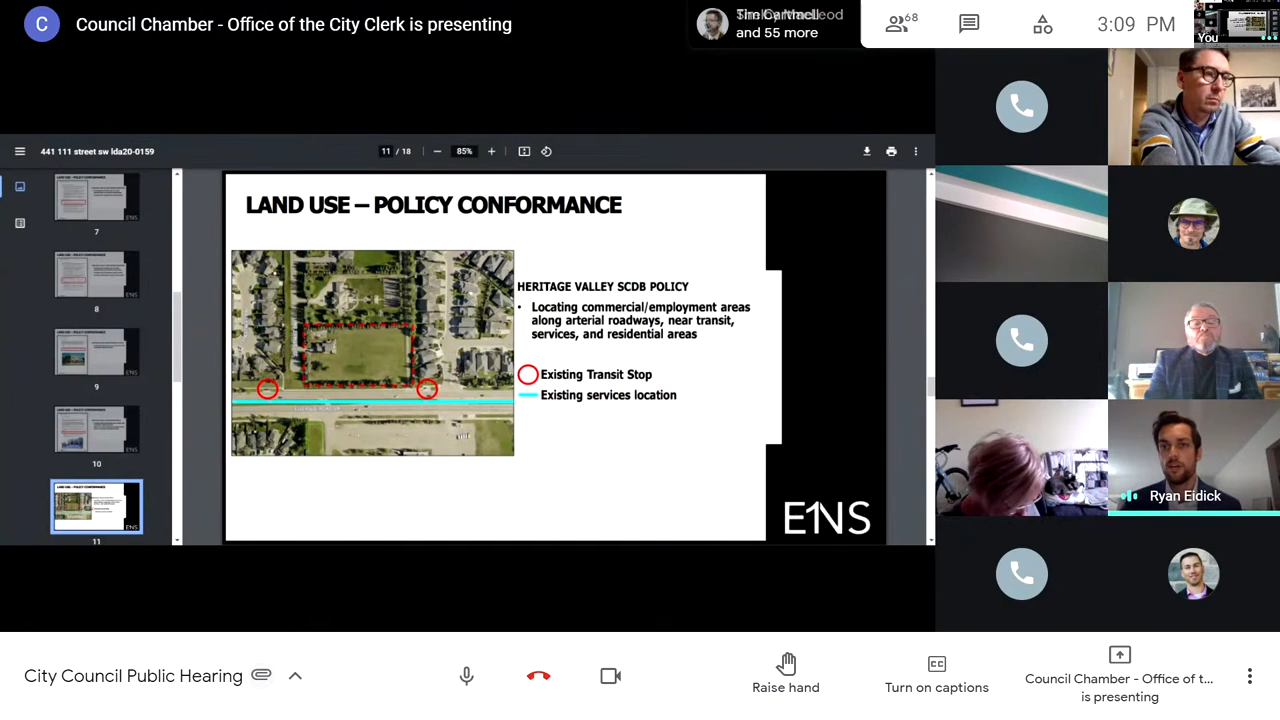 C
Council Chamber - Office of the City Clerk is presenting
and 55 more
68
3:09 PM
You
441 111 street sw lda20-0159
11 / 18
85%
LAND USE – POLICY CONFORMANCE
HERITAGE VALLEY SCDB POLICY
• Locating commercial/employment areas
along arterial roadways, near transit,
services, and residential areas
Existing Transit Stop
Existing services location
E1NS
7
8
9
10
11
Ryan Eidick
City Council Public Hearing
Raise hand
CC
Turn on captions
Council Chamber - Office of t...
is presenting